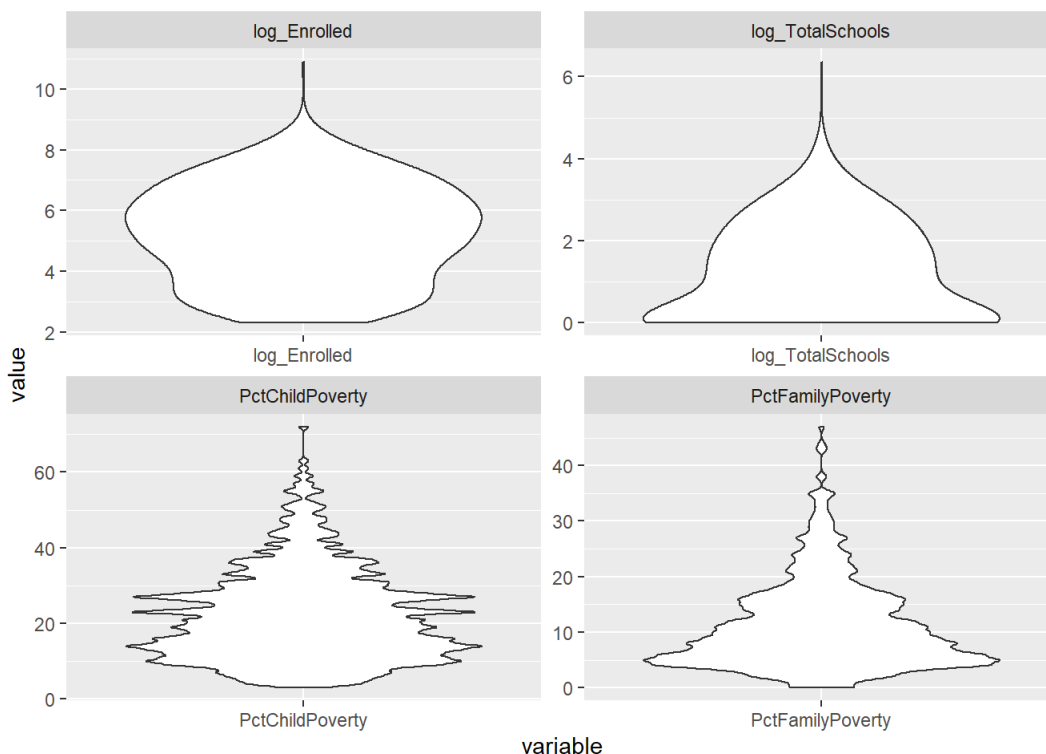 log_Enrolled
log_TotalSchools
10
8
6
4
2
6
4
2
0
log_Enrolled
log_TotalSchools
value
PctChildPoverty
PctFamilyPoverty
60
40
20
0
40
30
20
10
0
PctChildPoverty
PctFamilyPoverty
variable